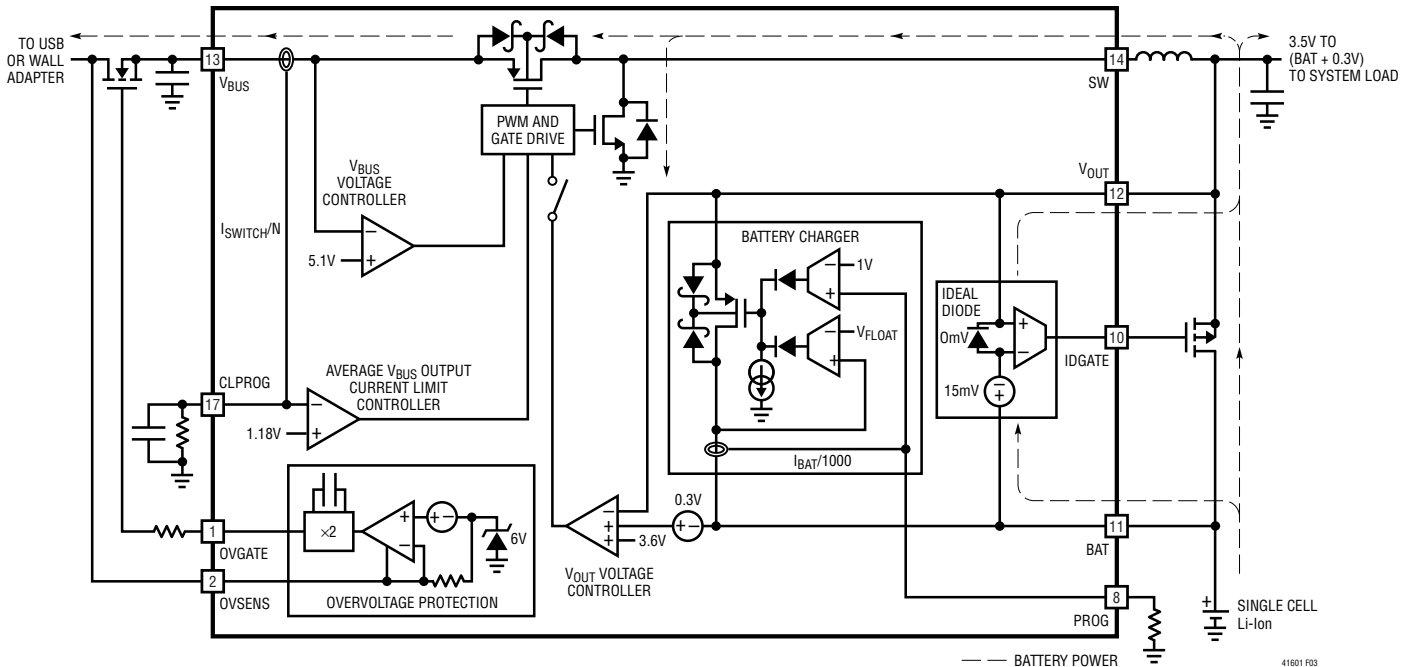 TO USB
OR WALL
ADAPTER
13
VBUS
14
SW
3.5V TO
(BAT + 0.3V)
TO SYSTEM LOAD
PWM AND
GATE DRIVE
VBUS
VOLTAGE
CONTROLLER
ISWITCH/N
–
+
5.1V
VOUT
12
BATTERY CHARGER
–
1V
+
–
VFLOAT
+
IDEAL
DIODE
0mV
+
–
15mV
–
+
10
IDGATE
CLPROG
17
AVERAGE VBUS OUTPUT
CURRENT LIMIT
CONTROLLER
–
+
1.18V
IBAT/1000
0.3V
+ –
–
+
+
3.6V
VOUT VOLTAGE
CONTROLLER
11
BAT
×2
+
–
+ –
6V
1
OVGATE
2
OVSENS
OVERVOLTAGE PROTECTION
8
PROG
+
SINGLE CELL
Li-Ion
BATTERY POWER
41601 F03